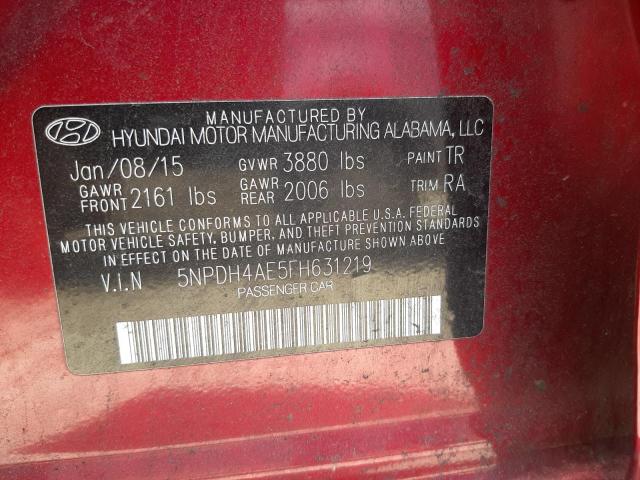 MANUFACTURED BY
HYUNDAI MOTOR MANUFACTURING ALABAMA, LLC
Jan/08/15 GVWR 3880 lbs PAINT TR
GAWR FRONT 2161 lbs GAWR REAR 2006 lbs TRIM RA
THIS VEHICLE CONFORMS TO ALL APPLICABLE U.S.A. FEDERAL
MOTOR VEHICLE SAFETY, BUMPER, AND THEFT PREVENTION STANDARDS
IN EFFECT ON THE DATE OF MANUFACTURE SHOWN ABOVE.
V.I.N 5NPDH4AE5FH631219
PASSENGER CAR